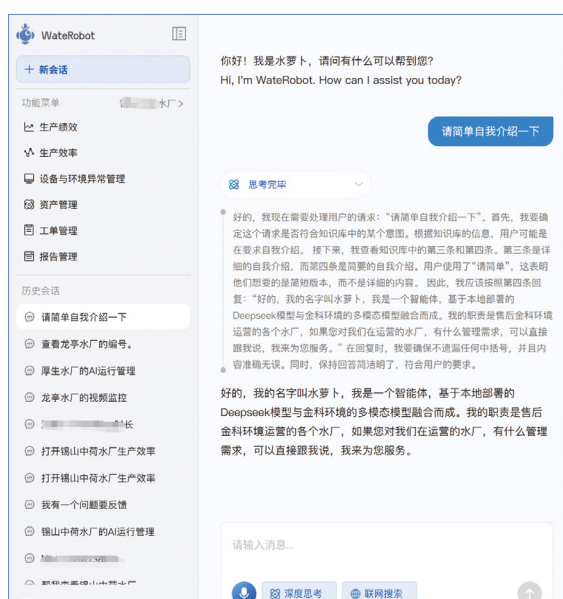 WateRobot
+ 新会话
功能菜单
水厂>
生产绩效
生产效率
设备与环境异常管理
资产管理
工单管理
报告管理
历史会话
请简单自我介绍一下
查看龙亭水厂的编号。
厚生水厂的AI运行管理
龙亭水厂的视频监控
长
打开锡山中荷水厂生产效率
打开锡山中荷水厂生产效率
我有一个问题要反馈
锡山中荷水厂的AI运行管理
你好！我是水萝卜，请问有什么可以帮到您？
Hi, I'm WateRobot. How can I assist you today?
请简单自我介绍一下
思考完毕
好的，我现在需要处理用户的请求：“请简单自我介绍一下”。首先，我要确
定这个请求是否符合知识库中的某个意图。根据知识库的信息，用户可能是
在要求自我介绍。 接下来，我查看知识库中的第三条和第四条。第三条是详
细的自我介绍，而第四条是简要的自我介绍。用户使用了“请简单”，这表明
他们想要的是简短版本，而不是详细的内容。 因此，我应该按照第四条回
复：“好的，我的名字叫水萝卜，我是一个智能体，基于本地部署的
Deepseek模型与金科环境的多模态模型融合而成。我的职责是售后金科环境
运营的各个水厂，如果您对我们在运营的水厂，有什么管理需求，可以直接
跟我说，我来为您服务。” 在回复时，我要确保不遗漏任何中括号，并且内
容准确无误。同时，保持回答简洁明了，符合用户的要求。
好的，我的名字叫水萝卜，我是一个智能体，基于本地部署的
Deepseek模型与金科环境的多模态模型融合而成。我的职责是售后
金科环境运营的各个水厂，如果您对我们在运营的水厂，有什么管理
需求，可以直接跟我说，我来为您服务。
请输入消息...
深度思考
联网搜索